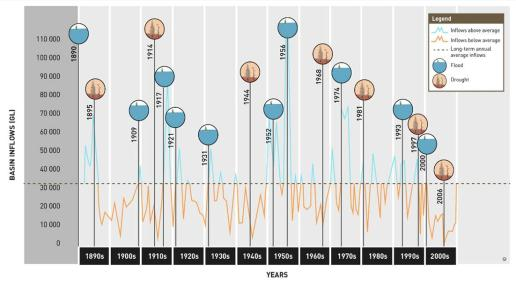 Legend
Inflows above average
Inflows below average
Long-term annual
average inflows
Flood
Drought
BASIN INFLOWS (GL)
110 000
100 000
90 000
80 000
70 000
60 000
50 000
40 000
30 000
20 000
10 000
0
1890
1895
1909
1914
1917
1921
1931
1944
1952
1956
1968
1974
1981
1993
1997
2000
2006
1890s
1900s
1910s
1920s
1930s
1940s
1950s
1960s
1970s
1980s
1990s
2000s
YEARS